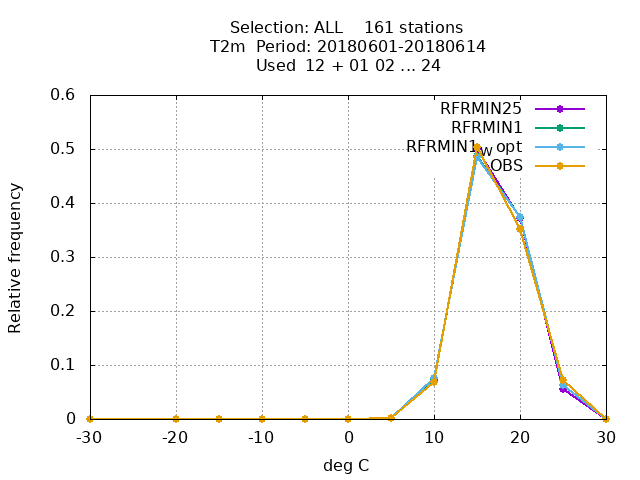 Selection: ALL    161 stations
T2m  Period: 20180601-20180614
Used  12 + 01 02 ... 24
Relative frequency
0.6
0.5
0.4
0.3
0.2
0.1
0
RFRMIN25
RFRMIN1
RFRMIN1w opt
OBS
-30 -20 -10 0 10 20 30
deg C